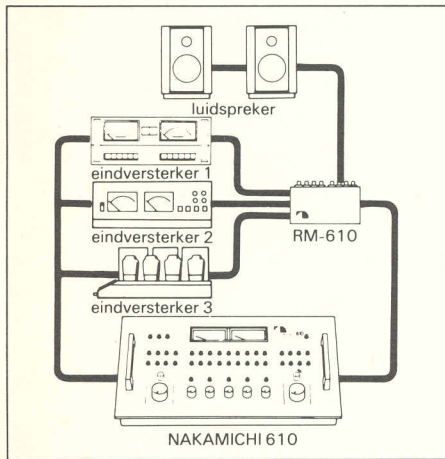 luidspreker
eindversterker 1
eindversterker 2
RM-610
eindversterker 3
NAKAMICHI 610